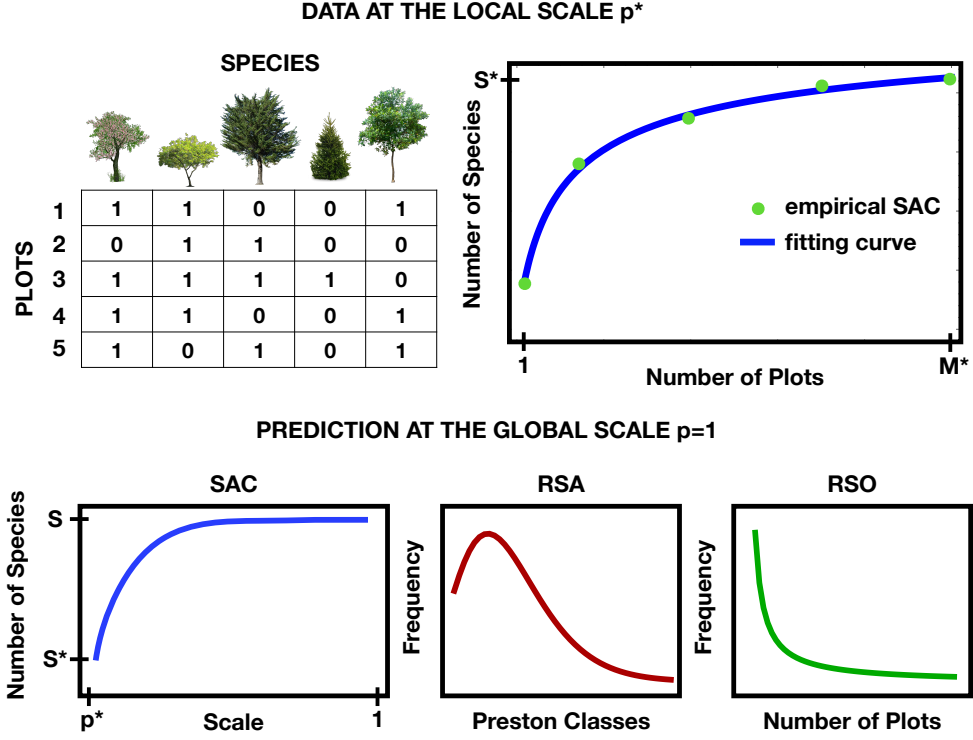 DATA AT THE LOCAL SCALE p*
SPECIES
PLOTS
1 1 1 0 0 1
2 0 1 1 0 0
3 1 1 1 1 0
4 1 1 0 0 1
5 1 0 1 0 1
S*
Number of Species
empirical SAC
fitting curve
1 M*
Number of Plots
PREDICTION AT THE GLOBAL SCALE p=1
SAC
Number of Species
S
S*
p* 1
Scale
RSA
Frequency
Preston Classes
RSO
Frequency
Number of Plots